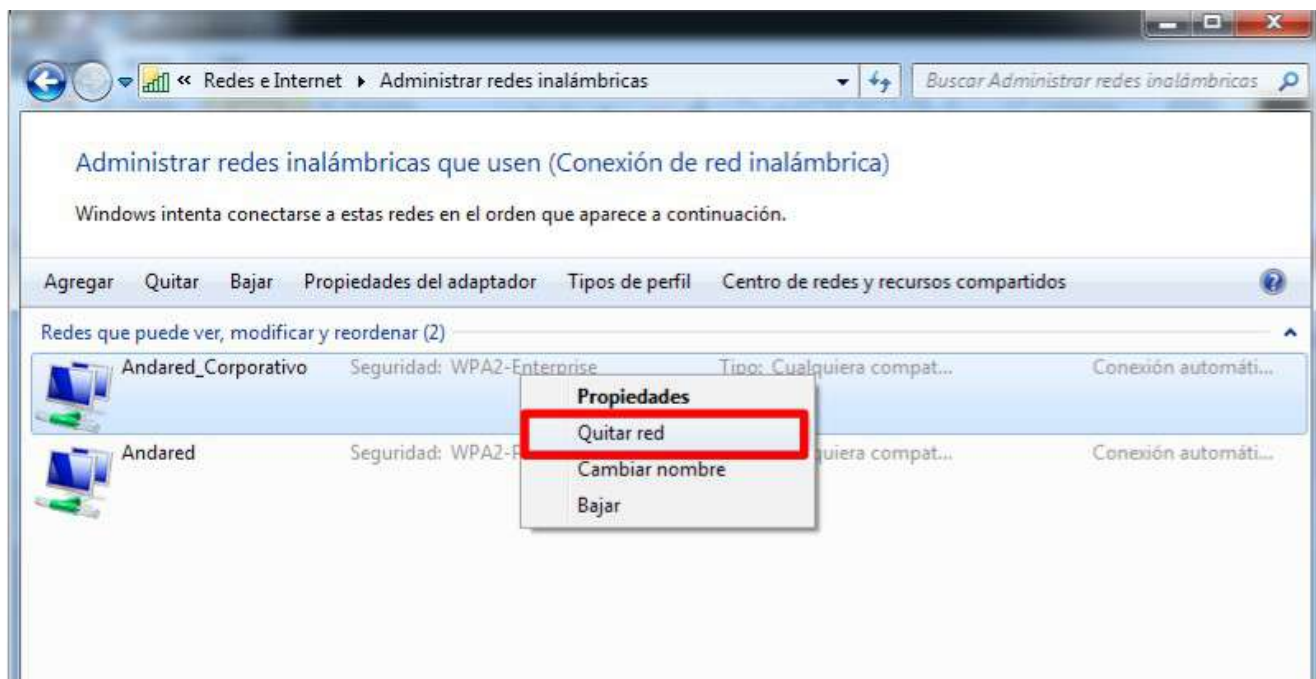 « Redes e Internet ▸ Administrar redes inalámbricas
Buscar Administrar redes inalámbricas
Administrar redes inalámbricas que usen (Conexión de red inalámbrica)
Windows intenta conectarse a estas redes en el orden que aparece a continuación.
Agregar Quitar Bajar Propiedades del adaptador Tipos de perfil Centro de redes y recursos compartidos
Redes que puede ver, modificar y reordenar (2)
Andared_Corporativo Seguridad: WPA2-Enterprise Tipo: Cualquiera compat... Conexión automáti...
Propiedades
Quitar red
Andared Seguridad: WPA2- compat... Conexión automáti...
Cambiar nombre
Bajar